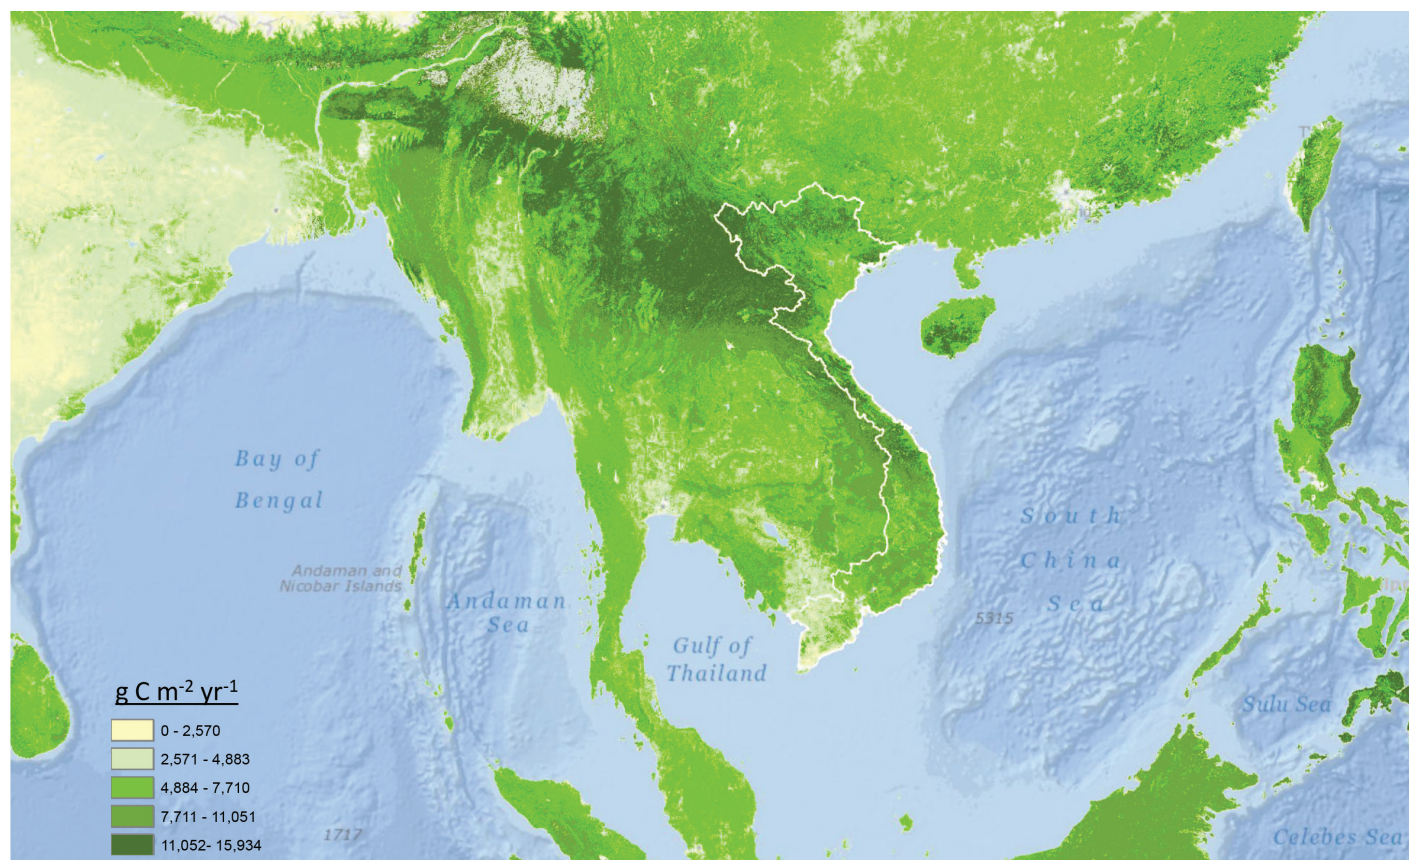 Bay of
Bengal
Andaman and
Nicobar Islands
Andaman
Sea
Gulf of
Thailand
South
China
Sea
5315
Sulu Sea
Celebes Sea
1717
g C m-2 yr-1
0 - 2,570
2,571 - 4,883
4,884 - 7,710
7,711 - 11,051
11,052- 15,934